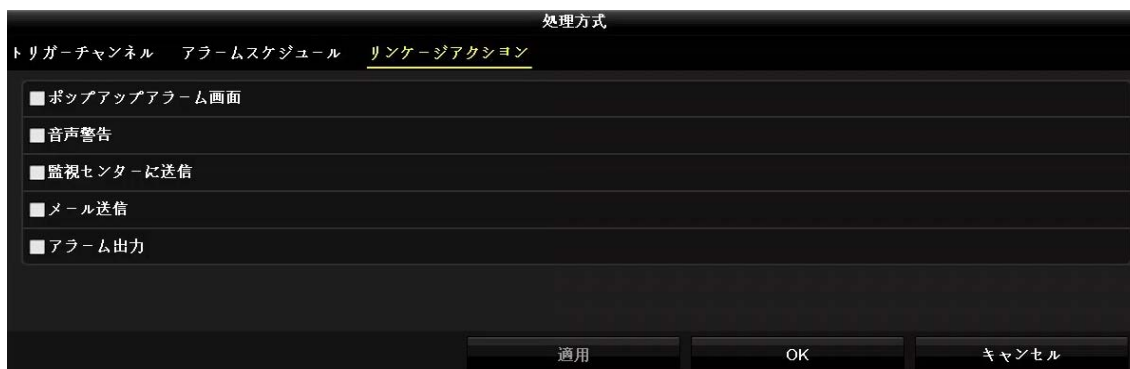 処理方式
トリガーチャンネル アラームスケジュール リンケージアクション
ポップアップアラーム画面
音声警告
監視センターに送信
メール送信
アラーム出力
適用 OK キャンセル